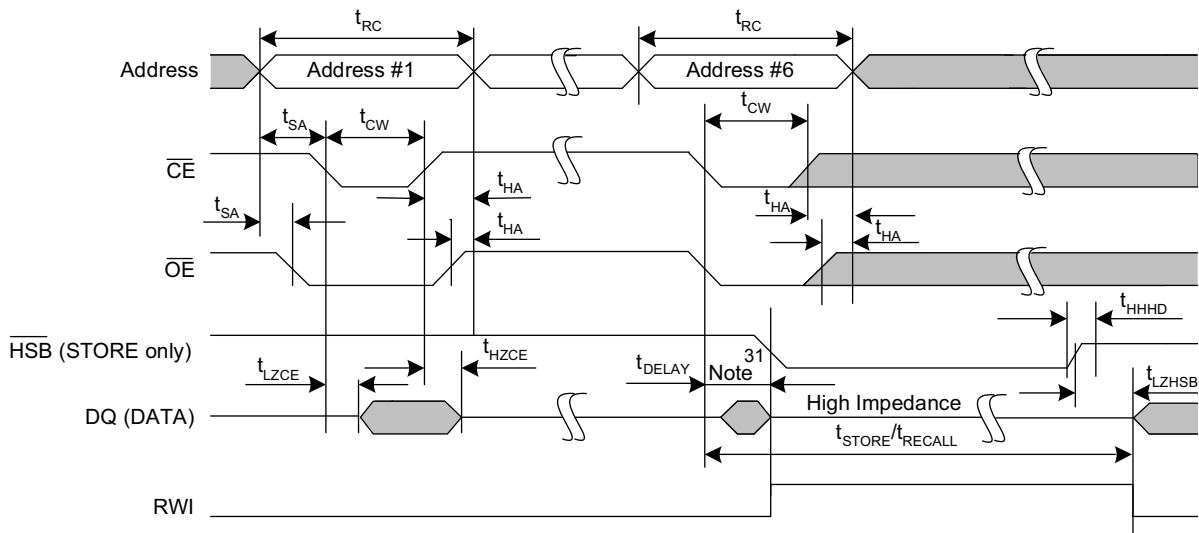 tRC
tRC
Address
Address #1
Address #6
tSA
tCW
tCW
CE
tHA
tSA
tHA
tHA
tHA
OE
tHHHD
HSB (STORE only)
tHZCE
tLZCE
tDELAY
Note 31
tLZHSB
DQ (DATA)
High Impedance
tSTORE/tRECALL
RWI